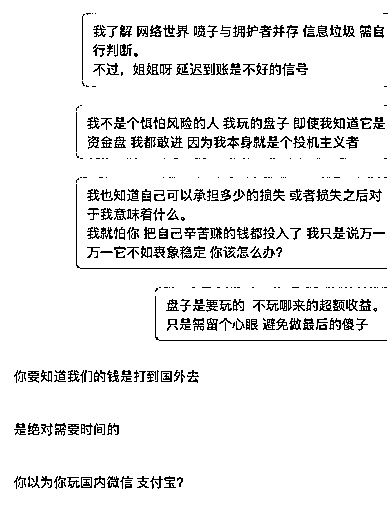 我了解 网络世界 喷子与拥护者并存 信息垃圾 需自
行判断。
不过，姐姐呀 延迟到账是不好的信号
我不是个惧怕风险的人 我玩的盘子 即使我知道它是
资金盘 我都敢进 因为我本身就是个投机主义者
我也知道自己可以承担多少的损失 或者损失之后对
于我意味着什么。
我就怕你 把自己辛苦赚的钱都投入了 我只是说万一
万一它不如表象稳定 你该怎么办?
盘子是要玩的 不玩哪来的超额收益。
只是需留个心眼 避免做最后的傻子
你要知道我们的钱是打到国外去
是绝对需要时间的
你以为你玩国内微信 支付宝?